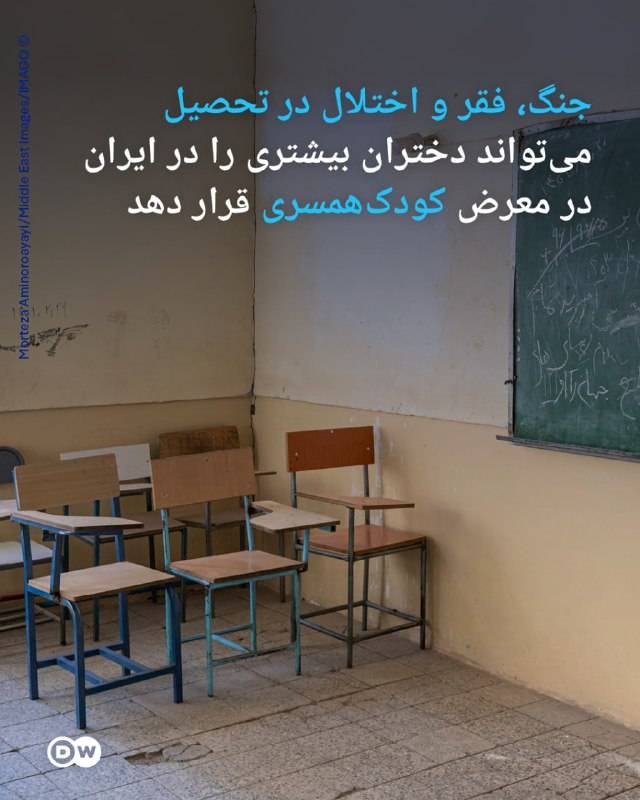 جنگ، فقر و اختلال در تحصیل
می‌تواند دختران بیشتری را در ایران
در معرض کودک‌همسری قرار دهد
Morteza Aminoroayayi/Middle East Images/IMAGO ©
DW